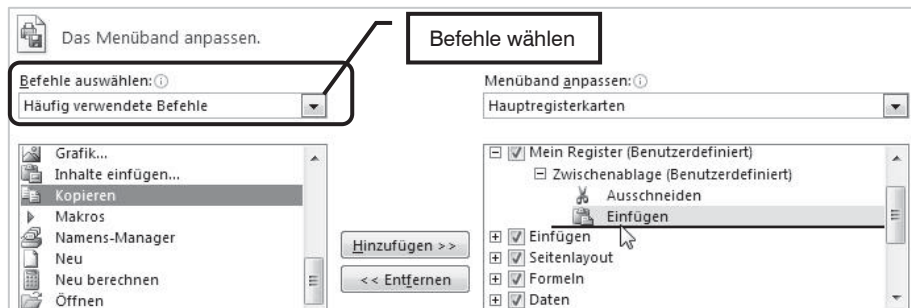 Das Menüband anpassen.
Befehle wählen
Befehle auswählen:
Häufig verwendete Befehle
Menüband anpassen:
Hauptregisterkarten
Grafik...
Inhalte einfügen...
Kopieren
Makros
Namens-Manager
Neu
Neu berechnen
Öffnen
Hinzufügen >>
<< Entfernen
Mein Register (Benutzerdefiniert)
Zwischenablage (Benutzerdefiniert)
Ausschneiden
Einfügen
Einfügen
Seitenlayout
Formeln
Daten